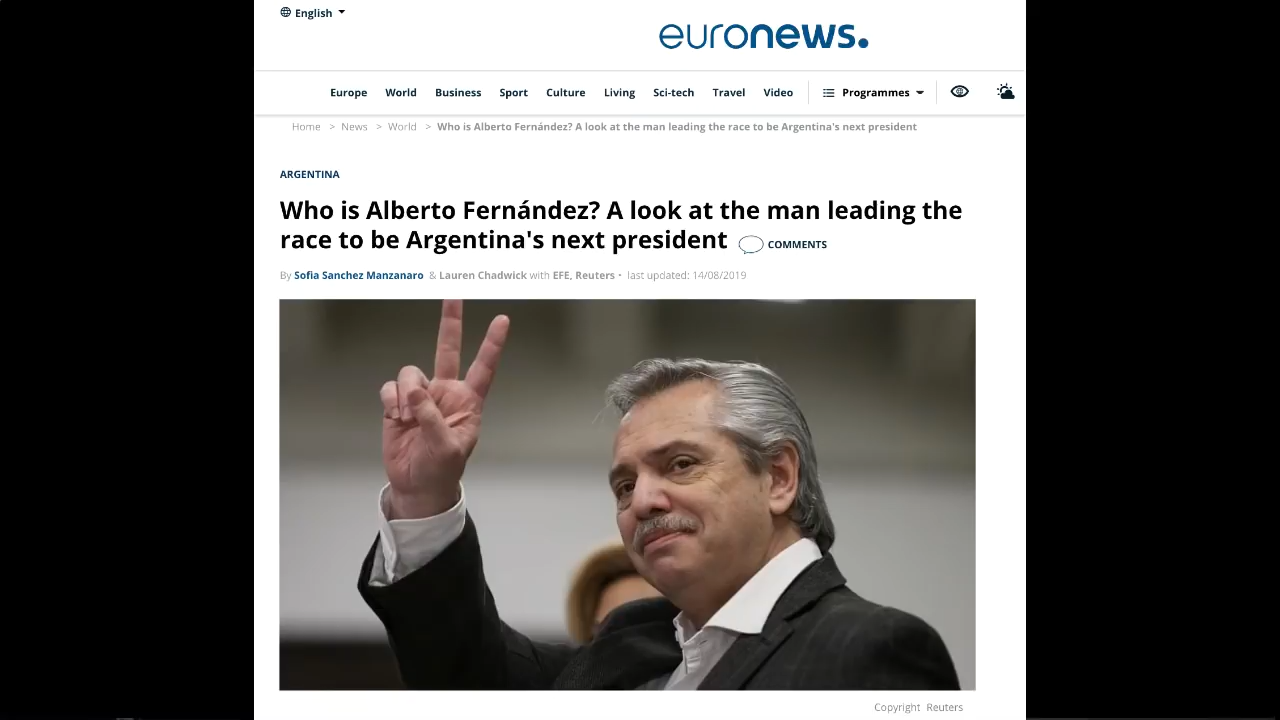 English
euronews.
Europe World Business Sport Culture Living Sci-tech Travel Video Programmes
Home > News > World > Who is Alberto Fernández? A look at the man leading the race to be Argentina's next president
ARGENTINA
Who is Alberto Fernández? A look at the man leading the
race to be Argentina's next president COMMENTS
By Sofia Sanchez Manzanaro & Lauren Chadwick with EFE, Reuters • last updated: 14/08/2019
Copyright Reuters